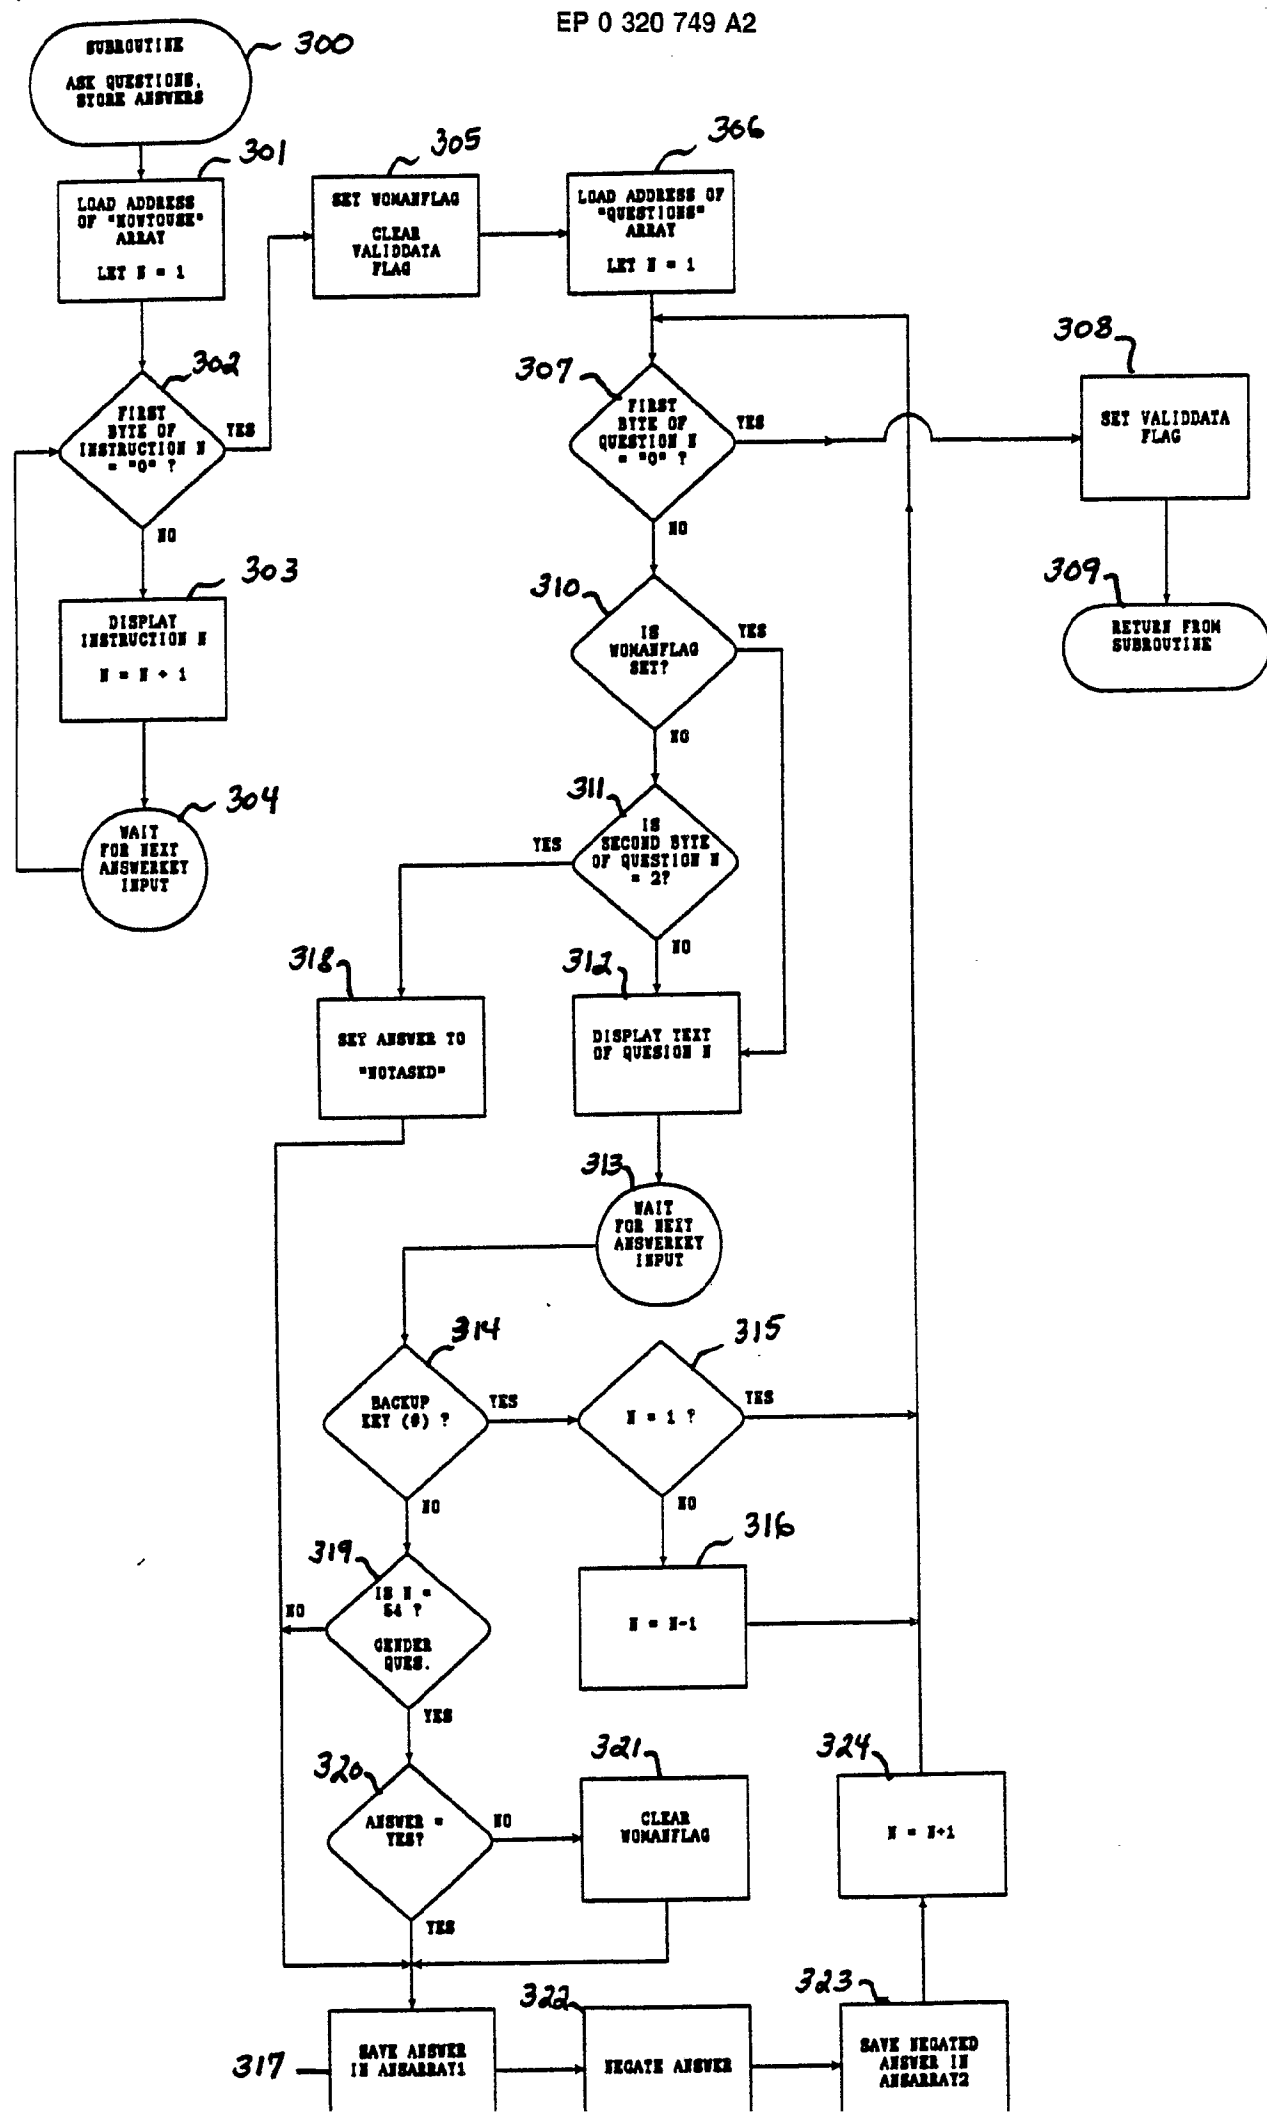 EP 0 320 749 A2
SUBROUTINE
ASK QUESTIONS,
STORE ANSWERS
300
301
LOAD ADDRESS
OF "HOWTOUSE"
ARRAY
LET N = 1
302
FIRST
BYTE OF
INSTRUCTION N
= "0" ?
YES
NO
303
DISPLAY
INSTRUCTION N
N = N + 1
304
WAIT
FOR NEXT
ANSWERKEY
INPUT
305
SET WOMANFLAG
CLEAR
VALIDDATA
FLAG
306
LOAD ADDRESS OF
"QUESTIONS"
ARRAY
LET N = 1
307
FIRST
BYTE OF
QUESTION N
= "0" ?
YES
NO
308
SET VALIDDATA
FLAG
309
RETURN FROM
SUBROUTINE
310
IS
WOMANFLAG
SET?
YES
NO
311
IS
SECOND BYTE
OF QUESTION N
= 2?
YES
NO
318
SET ANSWER TO
"NOTASKD"
312
DISPLAY TEXT
OF QUESION N
313
WAIT
FOR NEXT
ANSWERKEY
INPUT
314
BACKUP
KEY (#) ?
YES
NO
315
N = 1 ?
YES
NO
316
N = N-1
319
IS N =
54 ?
GENDER
QUES.
NO
YES
320
ANSWER =
YES?
NO
YES
321
CLEAR
WOMANFLAG
324
N = N+1
317
SAVE ANSWER
IN ANSARRAY1
322
NEGATE ANSWER
323
SAVE NEGATED
ANSWER IN
ANSARRAY2